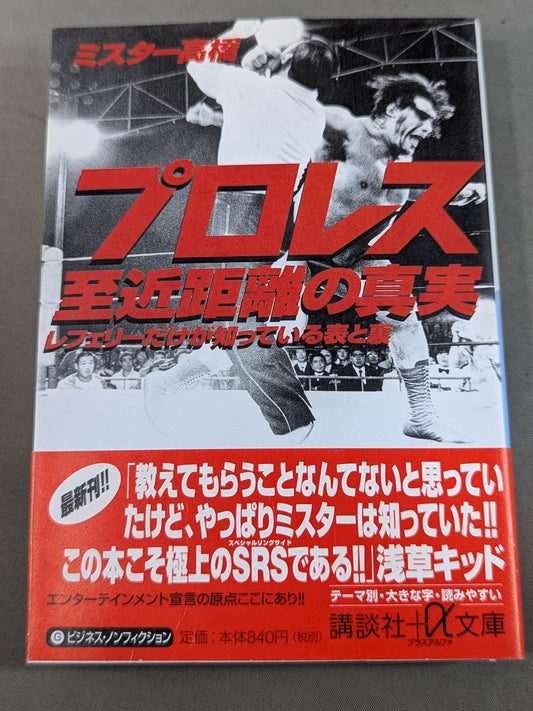 ミスター高橋
プロレス
至近距離の真実
レフェリーだけが知っている表と裏
最新刊!!
「教えてもらうことなんてないと思ってい
たけど、やっぱりミスターは知っていた!!
スペシャルリングサイド
この本こそ極上のSRSである!!」浅草キッド
エンターテインメント宣言の原点ここにあり!!
テーマ別・大きな字・読みやすい
講談社+α文庫
プラスアルファ
G ビジネス・ノンフィクション 定価:本体840円(税別)